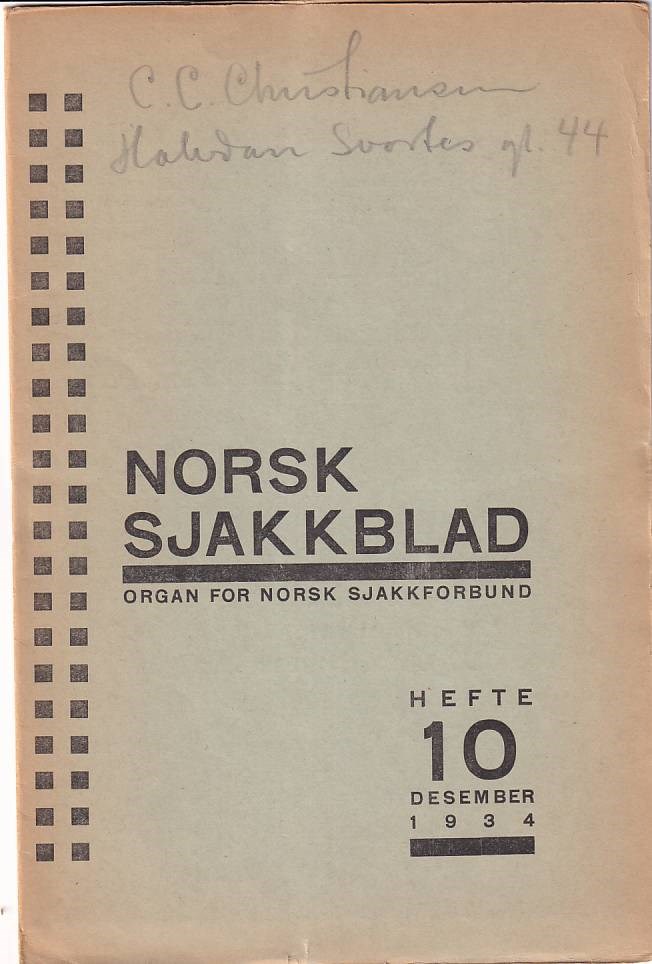 C. C. Christiansen
Halvdan Svartes gt. 44
NORSK
SJAKKBLAD
ORGAN FOR NORSK SJAKKFORBUND
HEFTE
10
DESEMBER
1934